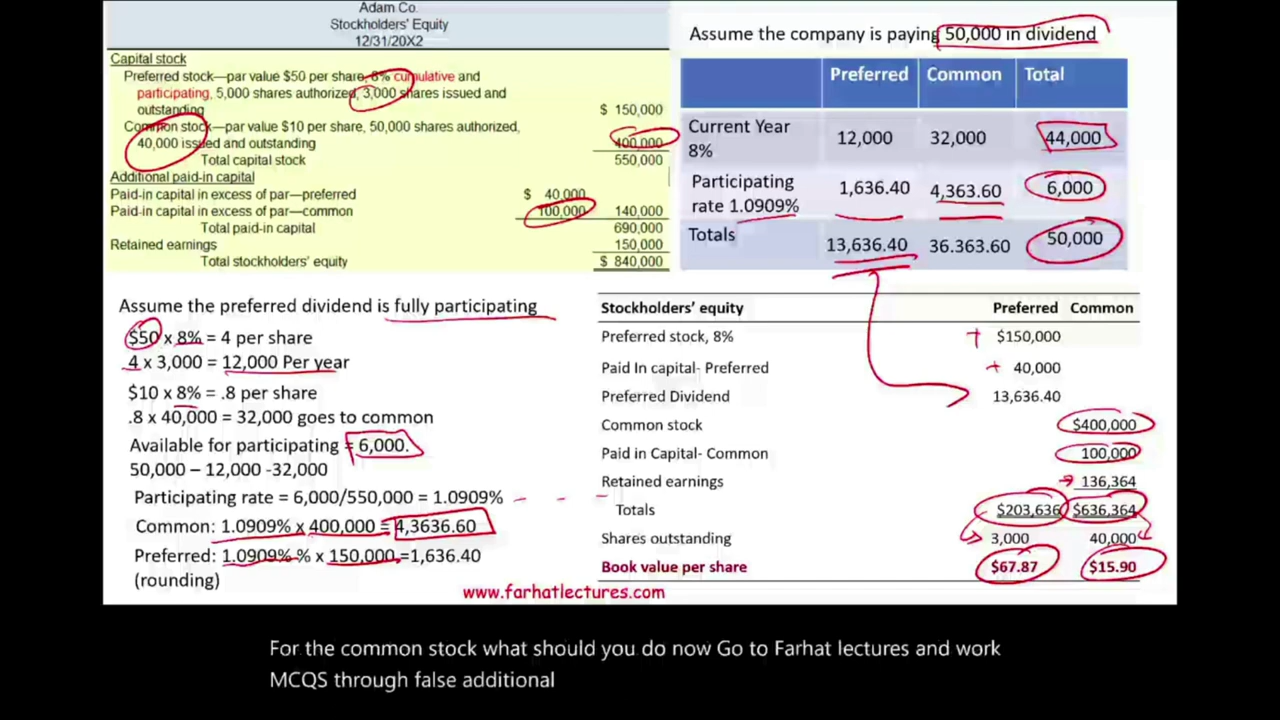 Adam Co.
Stockholders' Equity
12/31/20X2
Capital stock
Preferred stock—par value $50 per share, 8% cumulative and
participating, 5,000 shares authorized, 3,000 shares issued and
outstanding $ 150,000
Common stock—par value $10 per share, 50,000 shares authorized,
40,000 issued and outstanding 400,000
Total capital stock 550,000
Additional paid-in capital
Paid-in capital in excess of par—preferred $ 40,000
Paid-in capital in excess of par—common 100,000 140,000
Total paid-in capital 690,000
Retained earnings 150,000
Total stockholders' equity $ 840,000
Assume the company is paying 50,000 in dividend
Preferred Common Total
Current Year 12,000 32,000 44,000
8%
Participating 1,636.40 4,363.60 6,000
rate 1.0909%
Totals 13,636.40 36.363.60 50,000
Assume the preferred dividend is fully participating
$50 x 8% = 4 per share
4 x 3,000 = 12,000 Per year
$10 x 8% = .8 per share
.8 x 40,000 = 32,000 goes to common
Available for participating = 6,000.
50,000 – 12,000 -32,000
Participating rate = 6,000/550,000 = 1.0909%
Common: 1.0909% x 400,000 = 4,3636.60
Preferred: 1.0909% % x 150,000 =1,636.40
(rounding)
Stockholders' equity Preferred Common
Preferred stock, 8% $150,000
Paid In capital- Preferred 40,000
Preferred Dividend 13,636.40
Common stock $400,000
Paid in Capital- Common 100,000
Retained earnings 136,364
Totals $203,636 $636,364
Shares outstanding 3,000 40,000
Book value per share $67.87 $15.90
www.farhatlectures.com
For the common stock what should you do now Go to Farhat lectures and work
MCQS through false additional